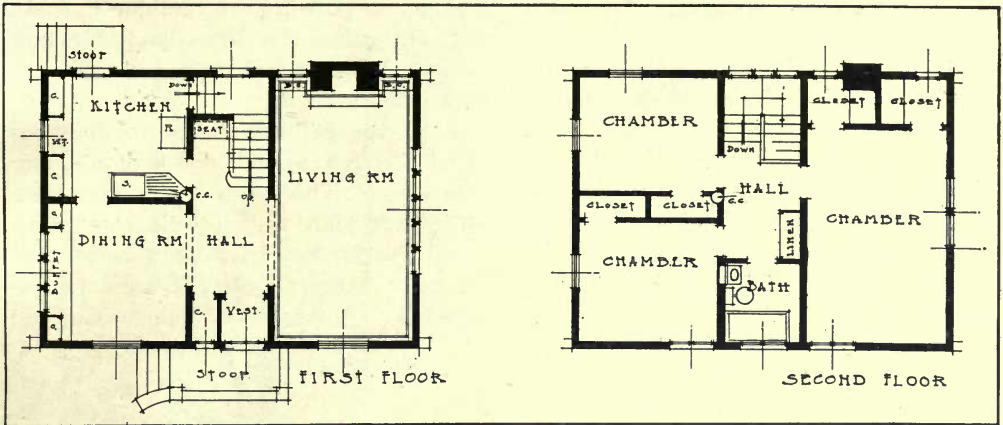 STOOP
KITCHEN
DOWN
C.
R
SEAT
C.
S.
C.C.
UP
LIVING RM
C.
DINING RM
HALL
BUFFET
C.
C.
VEST.
STOOP
FIRST FLOOR
CHAMBER
CLOSET
CLOSET
DOWN
HALL
C.C.
CLOSET
CLOSET
LINEN
CHAMBER
CHAMBER
BATH
SECOND FLOOR